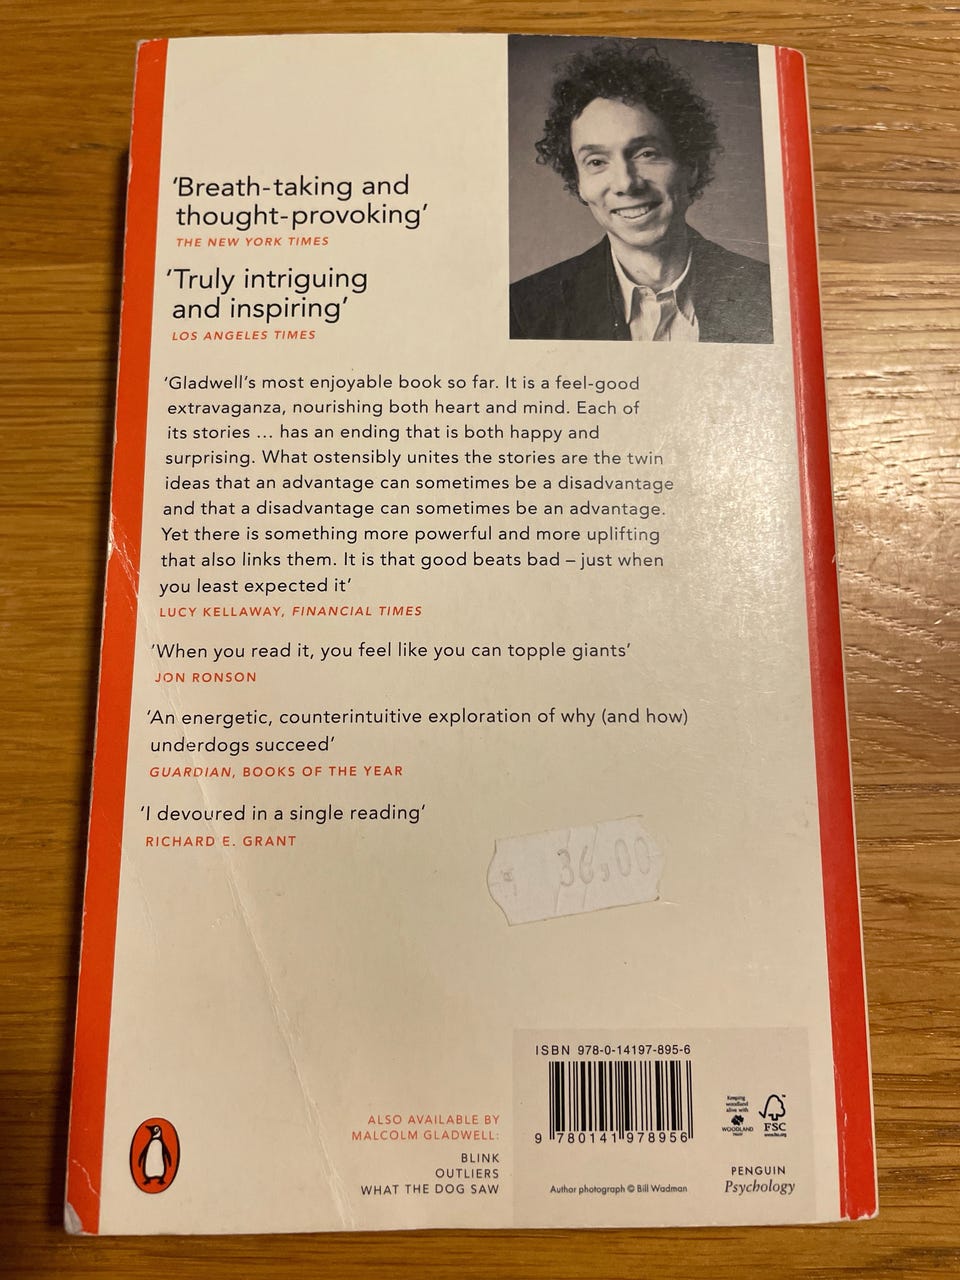 ‘Breath-taking and
thought-provoking’
THE NEW YORK TIMES
‘Truly intriguing
and inspiring’
LOS ANGELES TIMES
‘Gladwell’s most enjoyable book so far. It is a feel-good
extravaganza, nourishing both heart and mind. Each of
its stories … has an ending that is both happy and
surprising. What ostensibly unites the stories are the twin
ideas that an advantage can sometimes be a disadvantage
and that a disadvantage can sometimes be an advantage.
Yet there is something more powerful and more uplifting
that also links them. It is that good beats bad – just when
you least expected it’
LUCY KELLAWAY, FINANCIAL TIMES
‘When you read it, you feel like you can topple giants’
JON RONSON
‘An energetic, counterintuitive exploration of why (and how)
underdogs succeed’
GUARDIAN, BOOKS OF THE YEAR
‘I devoured in a single reading’
RICHARD E. GRANT
36,00
ISBN 978-0-14197-895-6
9 780141 978956
Keeping
woodland
alive with
WOODLAND
TRUST
FSC
www.fsc.org
ALSO AVAILABLE BY
MALCOLM GLADWELL:
BLINK
OUTLIERS
WHAT THE DOG SAW
Author photograph © Bill Wadman
PENGUIN
Psychology